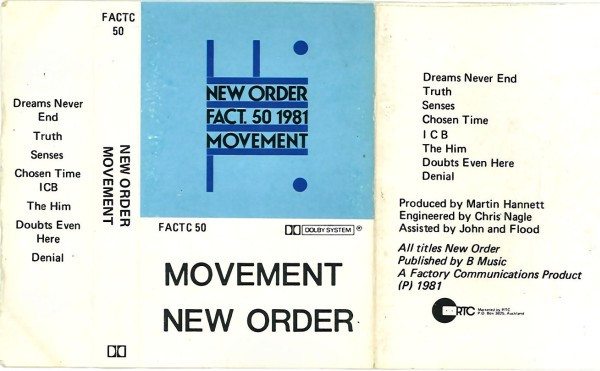 FACTC
50
Dreams Never
End
Truth
Senses
Chosen Time
ICB
The Him
Doubts Even
Here
Denial
NEW ORDER
MOVEMENT
NEW ORDER
FACT. 50 1981
MOVEMENT
FACTC 50
DOLBY SYSTEM ®
MOVEMENT
NEW ORDER
Dreams Never End
Truth
Senses
Chosen Time
I C B
The Him
Doubts Even Here
Denial
Produced by Martin Hannett
Engineered by Chris Nagle
Assisted by John and Flood
All titles New Order
Published by B Music
A Factory Communications Product
(P) 1981
RTC
Marketed by RTC
P.O. Box 3825, Auckland